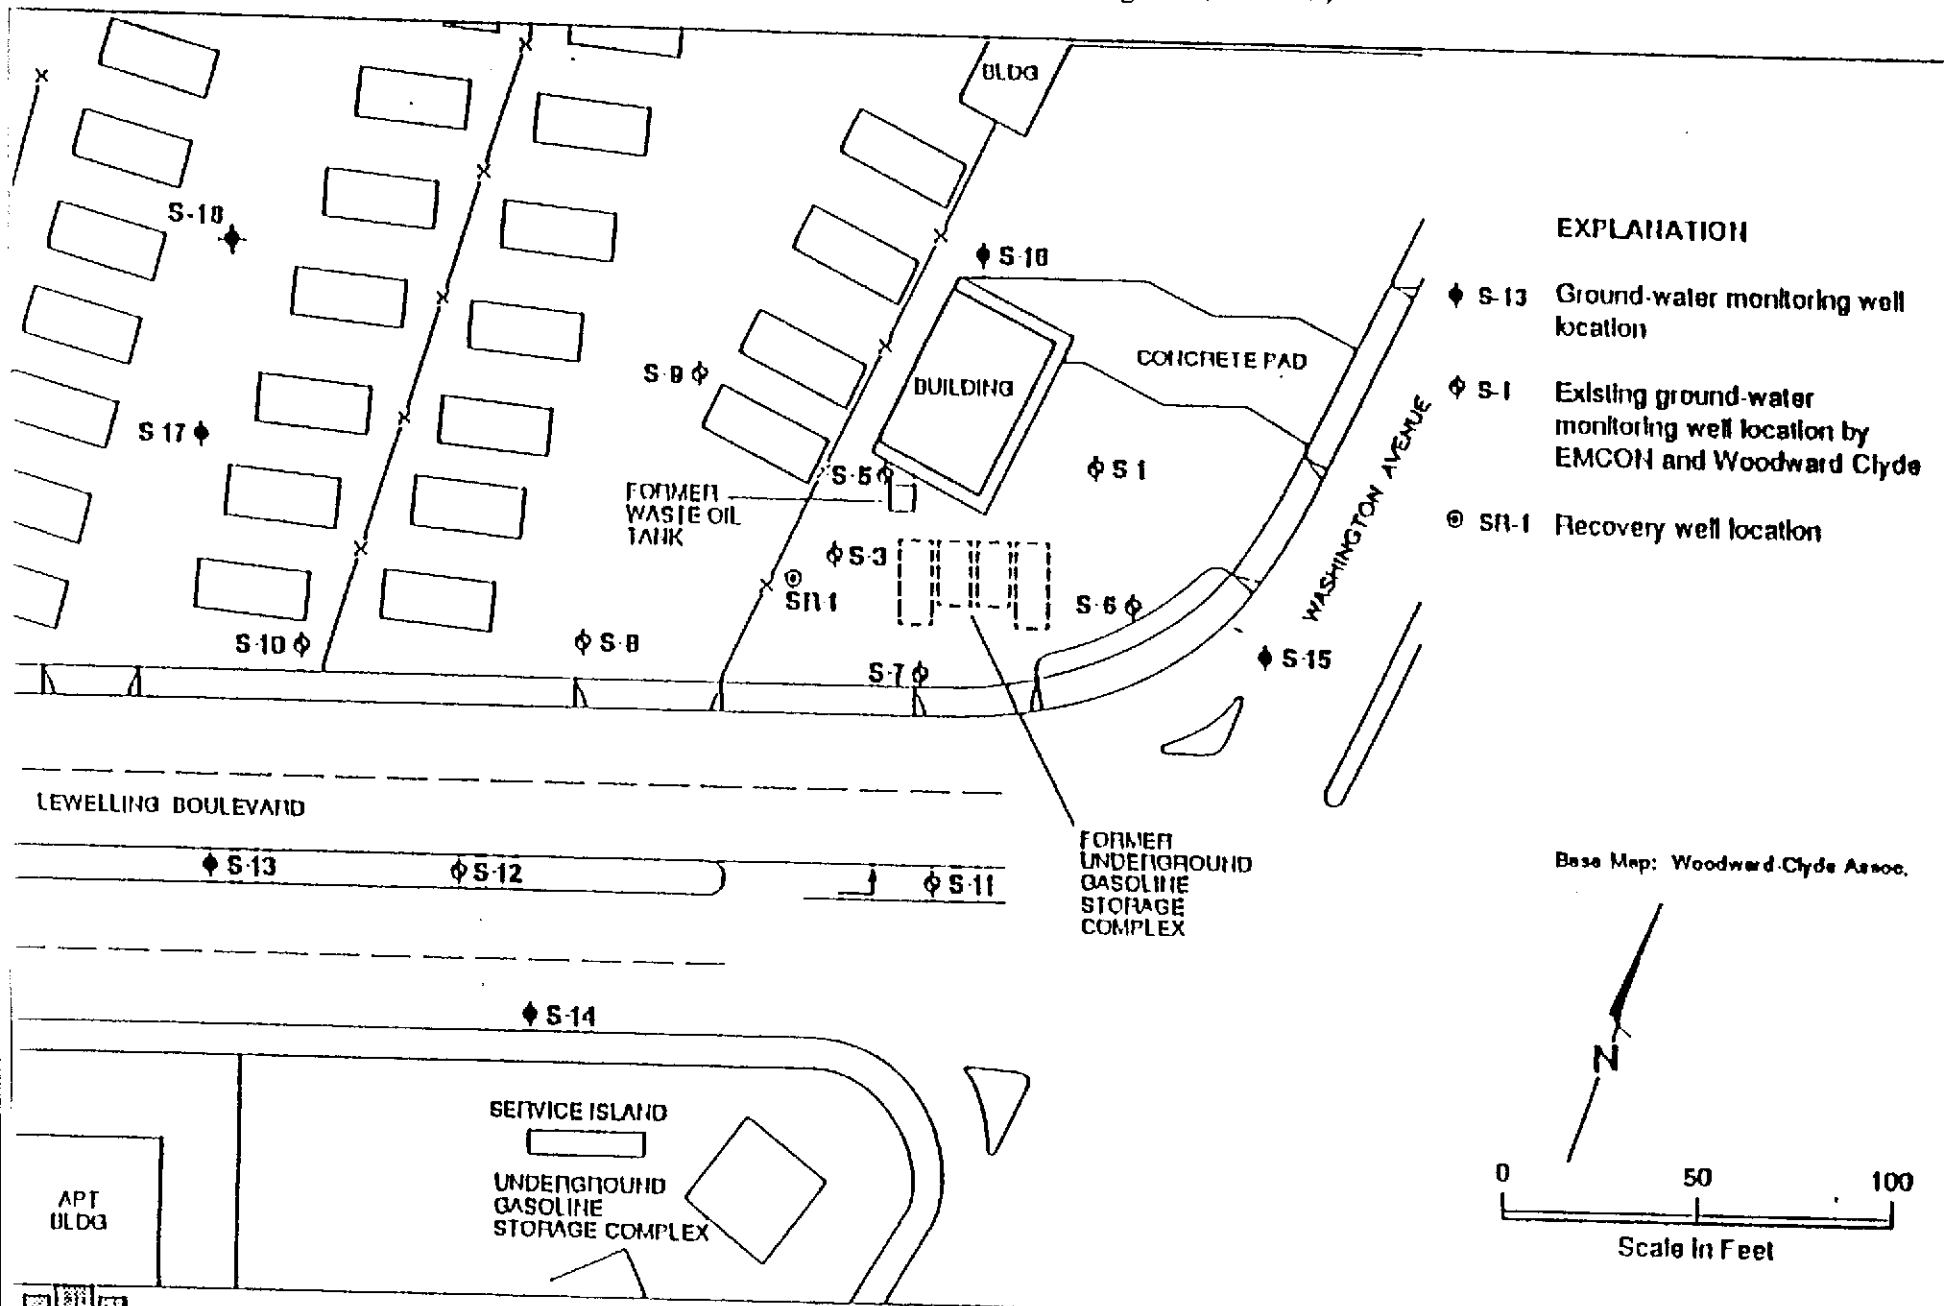 BLDG
S-18
S-16
EXPLANATION
S-13 Ground-water monitoring well
location
S-1 Existing ground-water
monitoring well location by
EMCON and Woodward Clyde
SR-1 Recovery well location
CONCRETE PAD
BUILDING
S-9
S 17
S-5
S 1
WASHINGTON AVENUE
FORMER
WASTE OIL
TANK
S-3
SR-1
S-6
S-10
S-8
S-7
S-15
LEWELLING BOULEVARD
S-13
S-12
S-11
FORMER
UNDERGROUND
GASOLINE
STORAGE
COMPLEX
Base Map: Woodward-Clyde Assoc.
S-14
N
SERVICE ISLAND
UNDERGROUND
GASOLINE
STORAGE COMPLEX
APT
BLDG
0 50 100
Scale in Feet